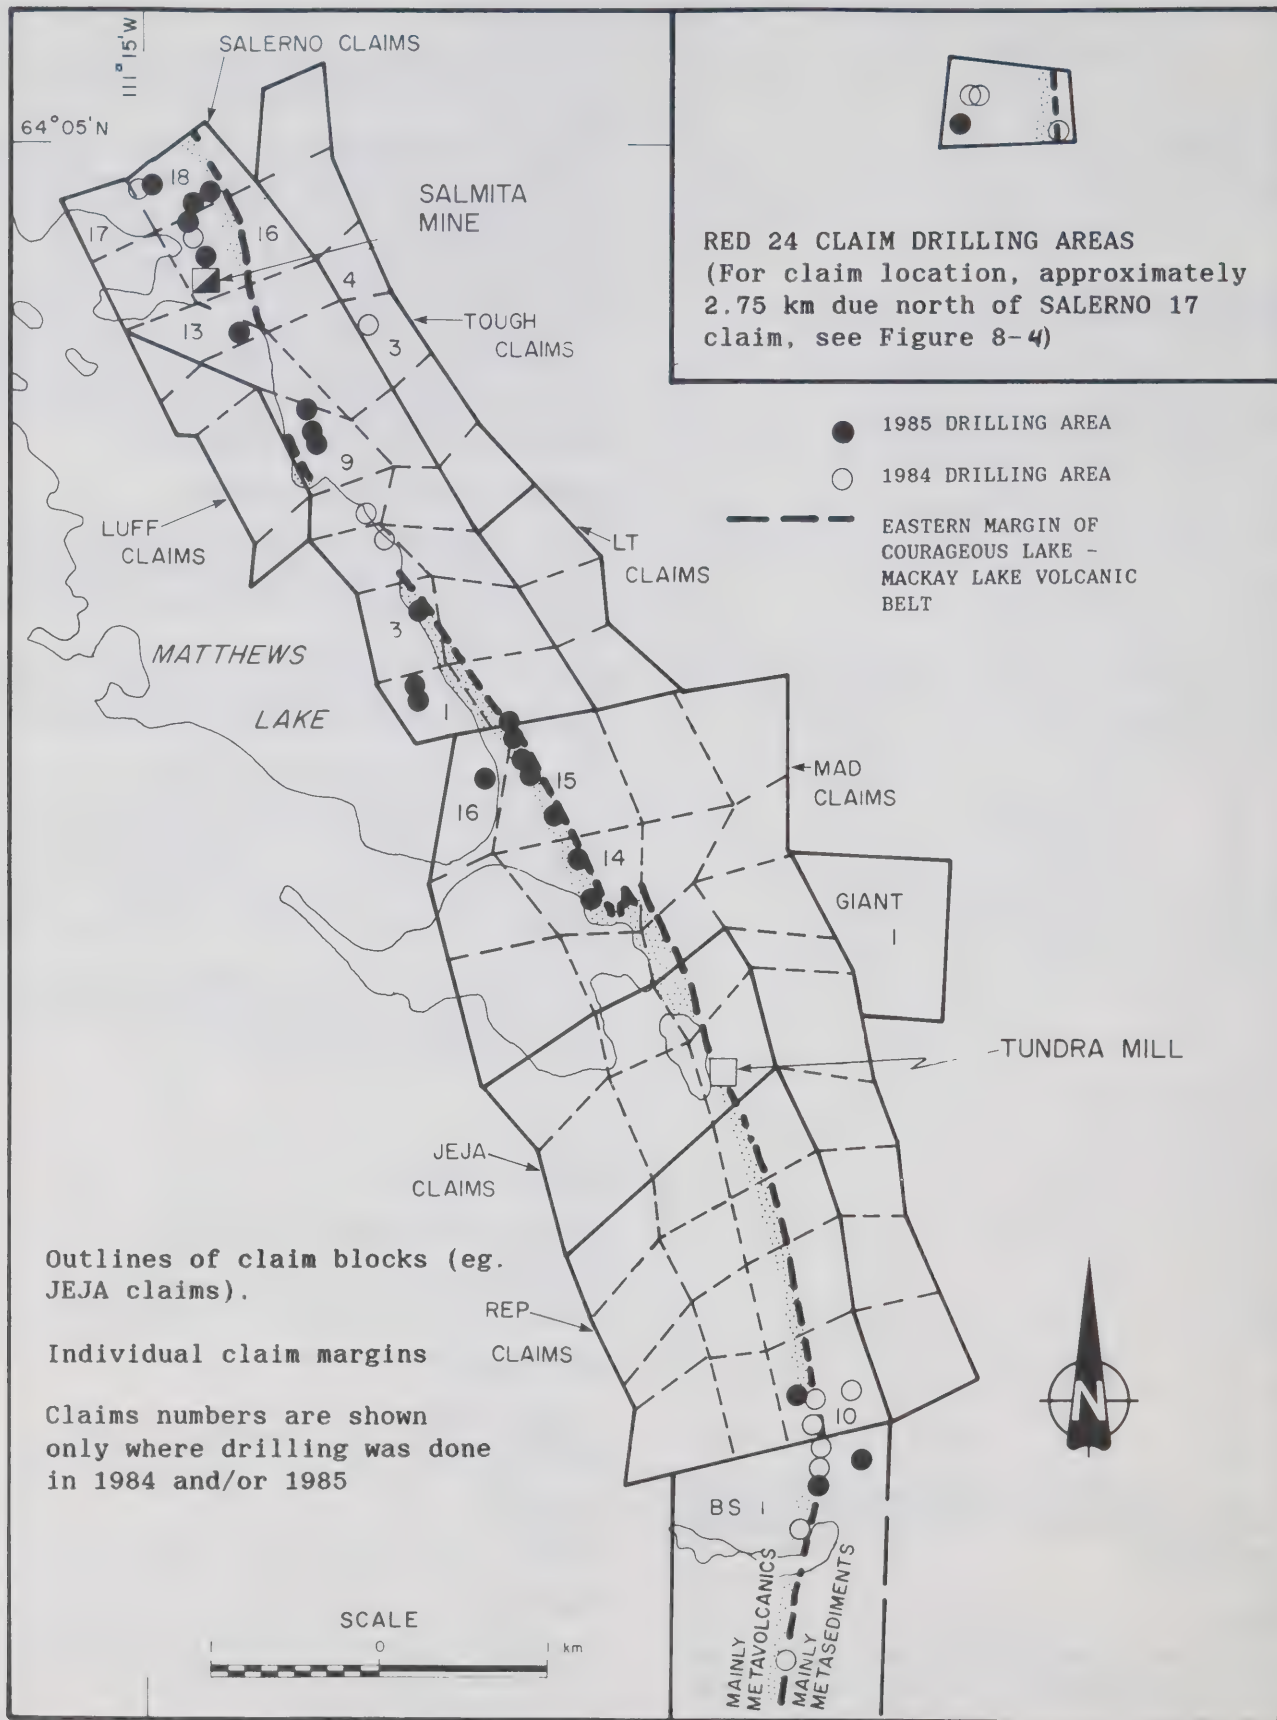 111°15'W
SALERNO CLAIMS
64°05'N
18
17
16
SALMITA
MINE
4
13
3
TOUGH
CLAIMS
9
LUFF
CLAIMS
LT
CLAIMS
3
MATTHEWS
LAKE
1
15
16
14
MAD
CLAIMS
GIANT
1
TUNDRA MILL
JEJA
CLAIMS
REP
CLAIMS
10
BS 1
MAINLY
METAVOLCANICS
MAINLY
METASEDIMENTS
RED 24 CLAIM DRILLING AREAS
(For claim location, approximately
2.75 km due north of SALERNO 17
claim, see Figure 8-4)
1985 DRILLING AREA
1984 DRILLING AREA
EASTERN MARGIN OF
COURAGEOUS LAKE -
MACKAY LAKE VOLCANIC
BELT
Outlines of claim blocks (eg.
JEJA claims).
Individual claim margins
Claims numbers are shown
only where drilling was done
in 1984 and/or 1985
N
SCALE
1 0 1 km